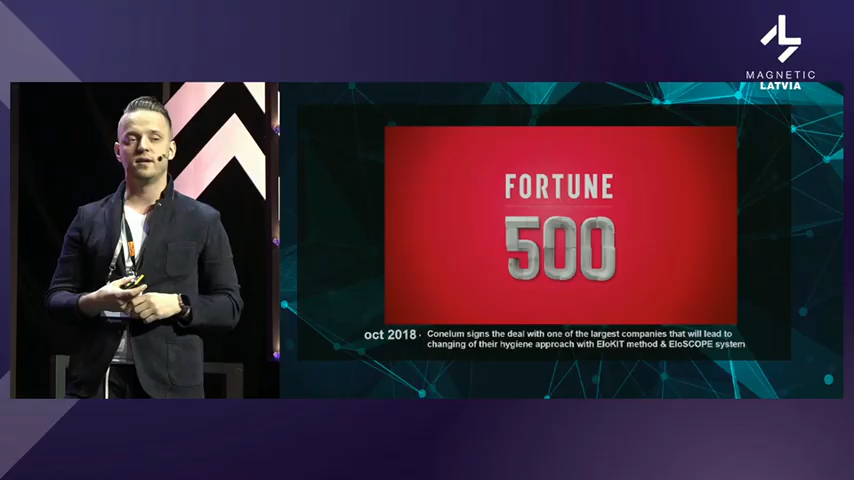 MAGNETIC
LATVIA
FORTUNE
500
oct 2018 · Conelum signs the deal with one of the largest companies that will lead to
changing of their hygiene approach with EloKIT method & EloSCOPE system